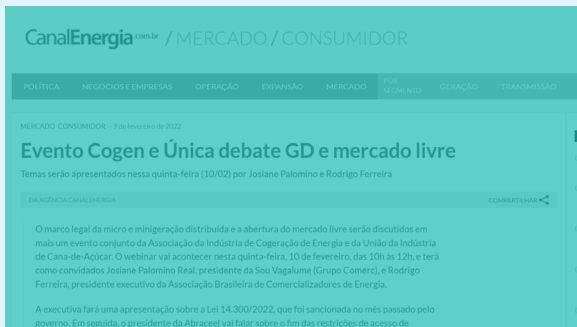 CanalEnergia.com.br / MERCADO / CONSUMIDOR
POLÍTICA NEGÓCIOS E EMPRESAS OPERAÇÃO EXPANSÃO MERCADO POR SEGMENTO GERAÇÃO TRANSMISSÃO
MERCADO CONSUMIDOR - 9 de fevereiro de 2022
Evento Cogen e Única debate GD e mercado livre
Temas serão apresentados nessa quinta-feira (10/02) por Josiane Palomino e Rodrigo Ferreira
DA AGÊNCIA CANALENERGIA COMPARTILHAR
O marco legal da micro e minigeração distribuída e a abertura do mercado livre serão discutidos em
mais um evento conjunto da Associação da Indústria de Cogeração de Energia e da União da Indústria
de Cana-de-Açúcar. O webinar vai acontecer nesta quinta-feira, 10 de fevereiro, das 10h às 12h, e terá
como convidados Josiane Palomino Real, presidente da Sou Vagalume (Grupo Comerc), e Rodrigo
Ferreira, presidente executivo da Associação Brasileira de Comercializadores de Energia.
A executiva fará uma apresentação sobre a Lei 14.300/2022, que foi sancionada no mês passado pelo
governo. Em seguida, o presidente da Abraceel vai falar sobre o fim das restrições de acesso de